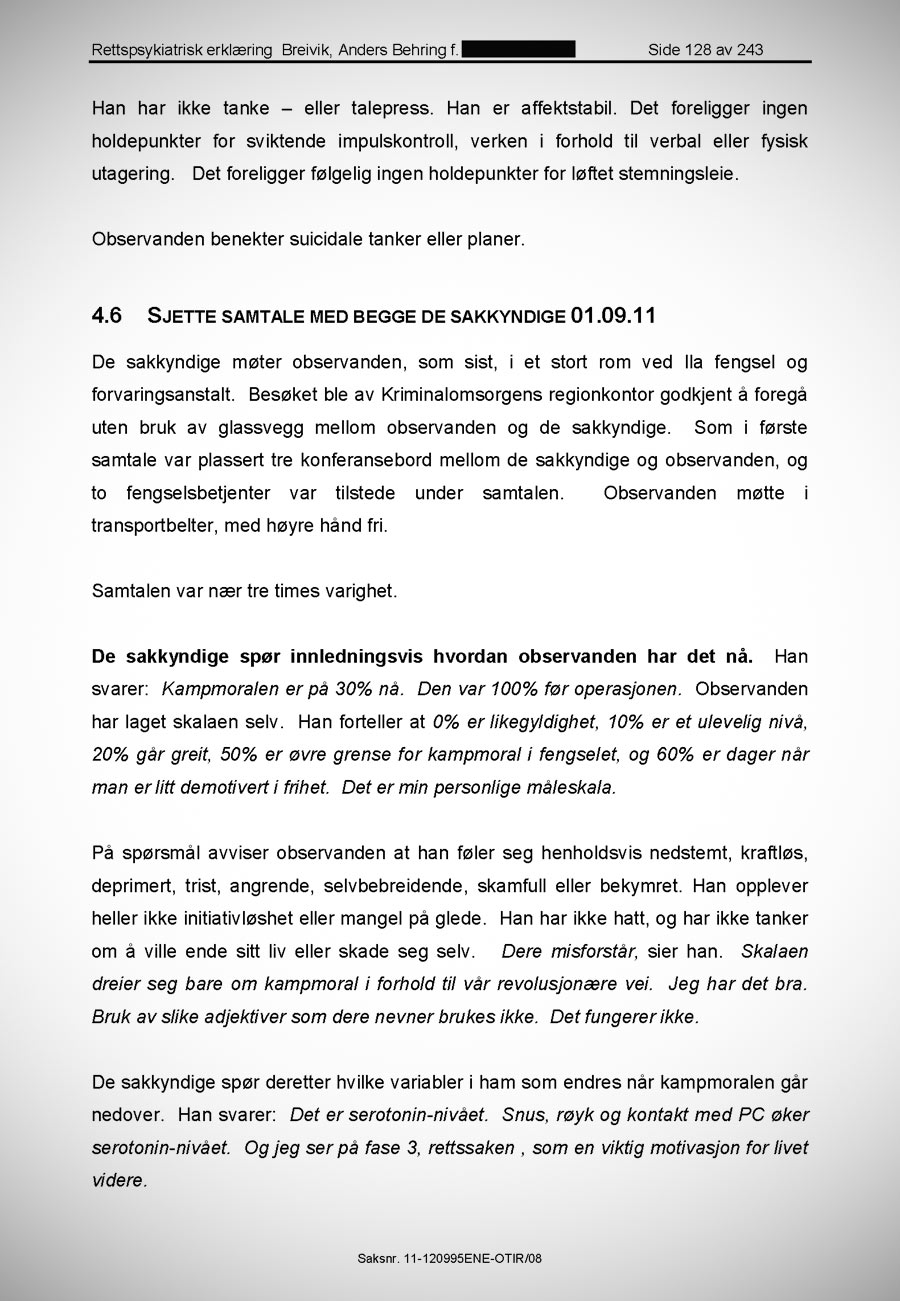 Rettspsykiatrisk erklæring Breivik, Anders Behring f. Side 128 av 243
Han har ikke tanke – eller talepress. Han er affektstabil. Det foreligger ingen
holdepunkter for sviktende impulskontroll, verken i forhold til verbal eller fysisk
utagering. Det foreligger følgelig ingen holdepunkter for løftet stemningsleie.
Observanden benekter suicidale tanker eller planer.
4.6 SJETTE SAMTALE MED BEGGE DE SAKKYNDIGE 01.09.11
De sakkyndige møter observanden, som sist, i et stort rom ved Ila fengsel og
forvaringsanstalt. Besøket ble av Kriminalomsorgens regionkontor godkjent å foregå
uten bruk av glassvegg mellom observanden og de sakkyndige. Som i første
samtale var plassert tre konferansebord mellom de sakkyndige og observanden, og
to fengselsbetjenter var tilstede under samtalen. Observanden møtte i
transportbelter, med høyre hånd fri.
Samtalen var nær tre times varighet.
De sakkyndige spør innledningsvis hvordan observanden har det nå. Han
svarer: Kampmoralen er på 30% nå. Den var 100% før operasjonen. Observanden
har laget skalaen selv. Han forteller at 0% er likegyldighet, 10% er et ulevelig nivå,
20% går greit, 50% er øvre grense for kampmoral i fengselet, og 60% er dager når
man er litt demotivert i frihet. Det er min personlige måleskala.
På spørsmål avviser observanden at han føler seg henholdsvis nedstemt, kraftløs,
deprimert, trist, angrende, selvbebreidende, skamfull eller bekymret. Han opplever
heller ikke initiativløshet eller mangel på glede. Han har ikke hatt, og har ikke tanker
om å ville ende sitt liv eller skade seg selv. Dere misforstår, sier han. Skalaen
dreier seg bare om kampmoral i forhold til vår revolusjonære vei. Jeg har det bra.
Bruk av slike adjektiver som dere nevner brukes ikke. Det fungerer ikke.
De sakkyndige spør deretter hvilke variabler i ham som endres når kampmoralen går
nedover. Han svarer: Det er serotonin-nivået. Snus, røyk og kontakt med PC øker
serotonin-nivået. Og jeg ser på fase 3, rettssaken , som en viktig motivasjon for livet
videre.
Saksnr. 11-120995ENE-OTIR/08